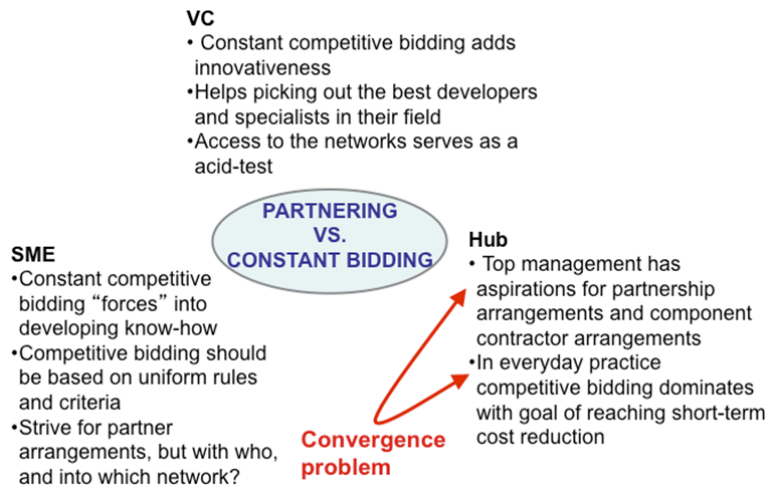 VC
• Constant competitive bidding adds
innovativeness
•Helps picking out the best developers
and specialists in their field
•Access to the networks serves as a
acid-test
PARTNERING
VS.
CONSTANT BIDDING
SME
•Constant competitive
bidding “forces” into
developing know-how
•Competitive bidding should
be based on uniform rules
and criteria
•Strive for partner
arrangements, but with who,
and into which network?
Hub
• Top management has
aspirations for partnership
arrangements and component
contractor arrangements
•In everyday practice
competitive bidding dominates
with goal of reaching short-term
cost reduction
Convergence
problem